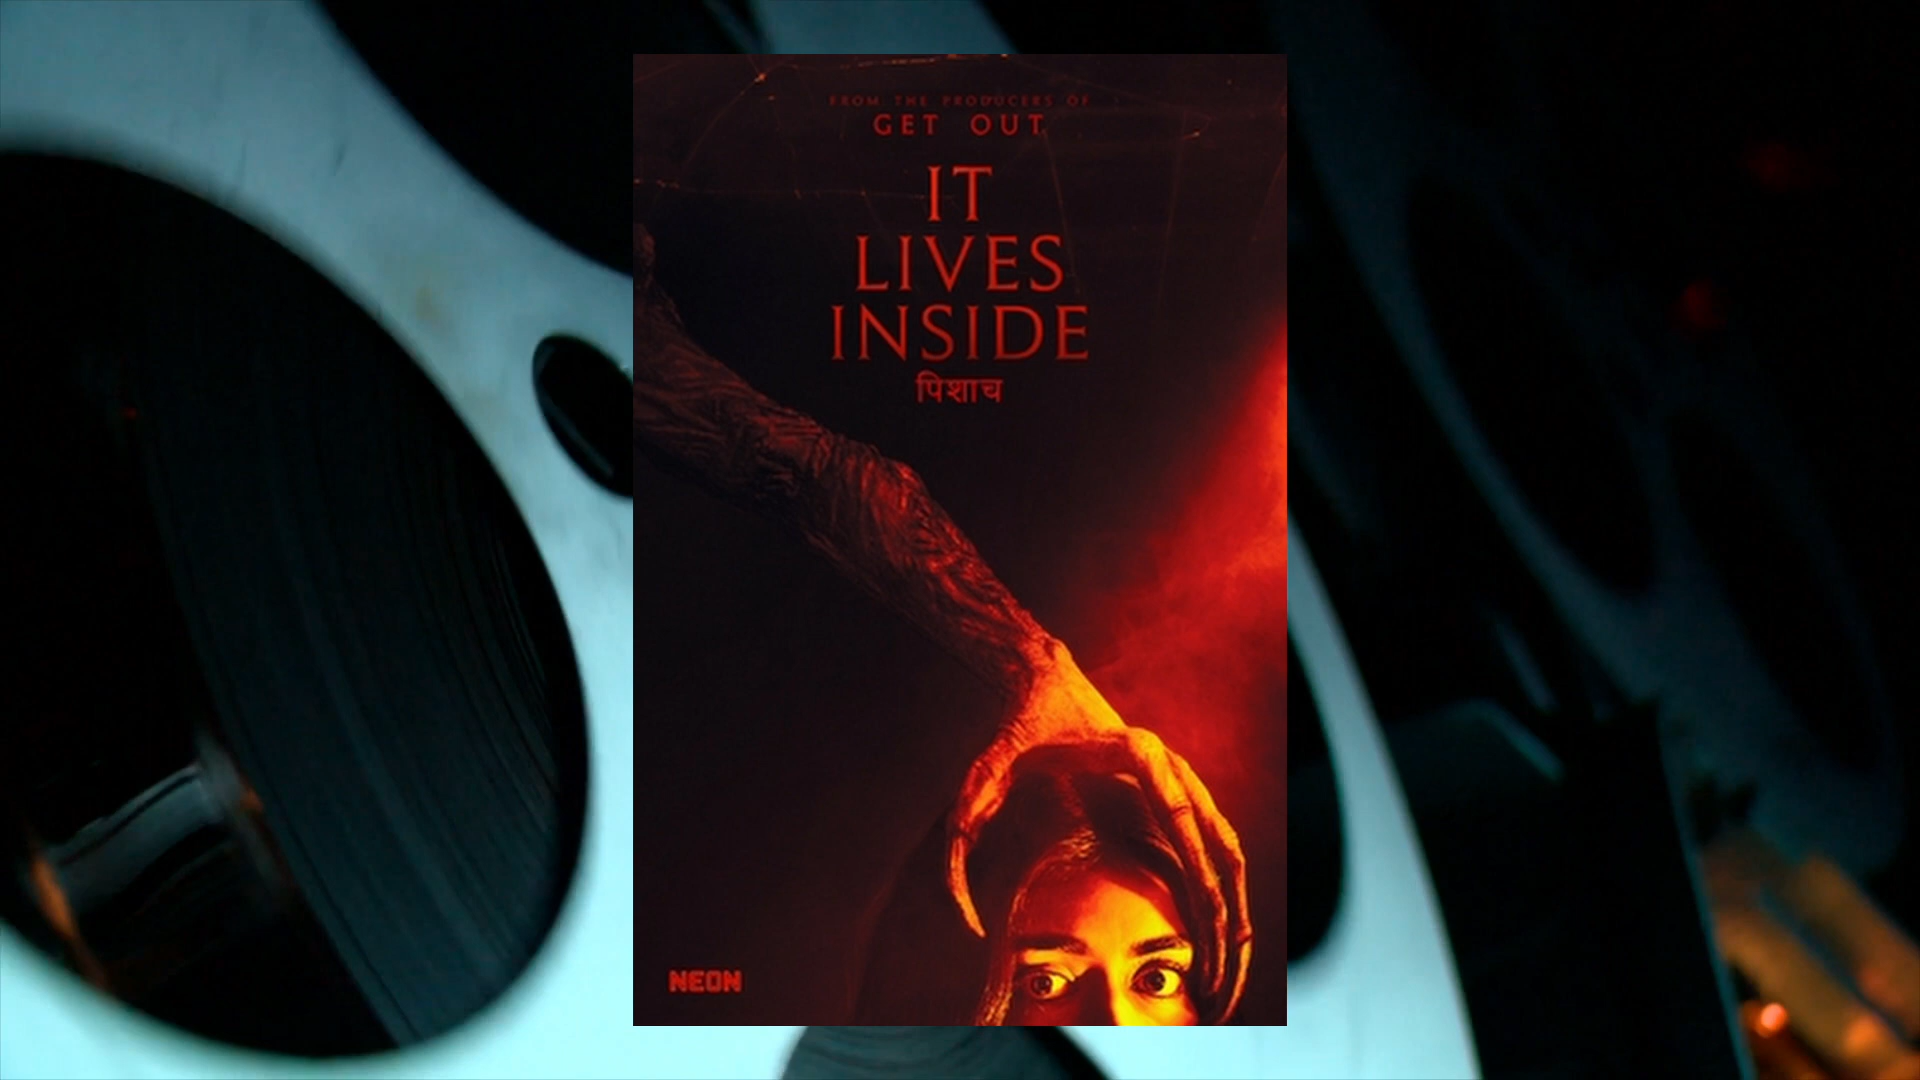 FROM THE PRODUCERS OF
GET OUT
IT
LIVES
INSIDE
पिशाच
NEON